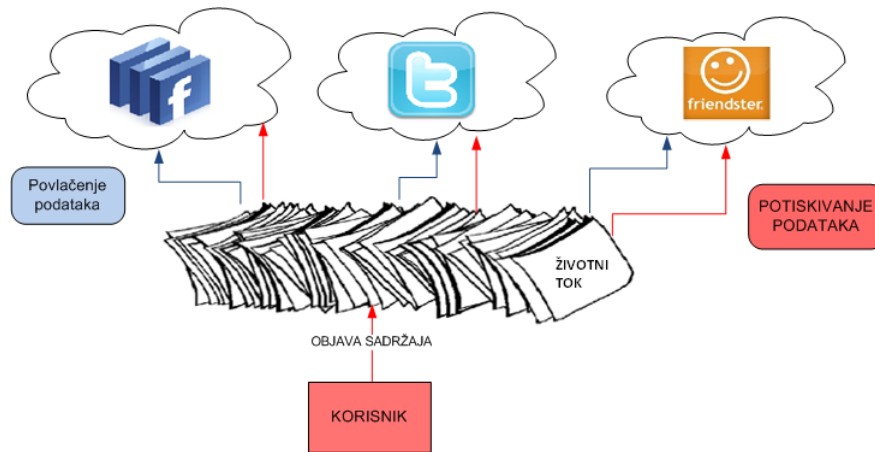 f
t
friendster.
Povlačenje
podataka
POTISKIVANJE
PODATAKA
ŽIVOTNI
TOK
OBJAVA SADRŽAJA
KORISNIK